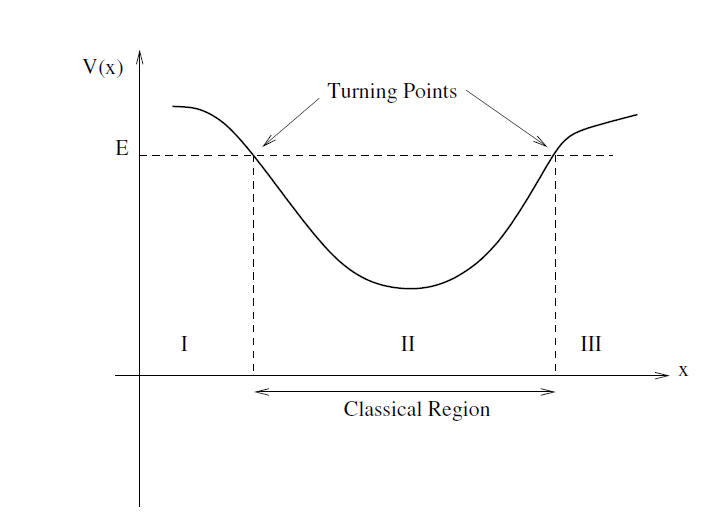 V(x)
Turning Points
E
I
II
III
x
Classical Region